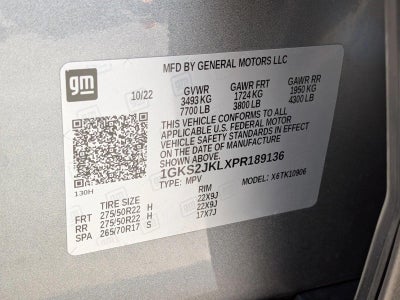 gm
MFD BY GENERAL MOTORS LLC
10/22 GVWR GAWR FRT GAWR RR
3493 KG 1724 KG 1950 KG
7700 LB 3800 LB 4300 LB
THIS VEHICLE CONFORMS TO ALL
APPLICABLE U.S. FEDERAL MOTOR
VEHICLE SAFETY STANDARDS IN EFFECT
ON THE DATE OF MANUFACTURE
SHOWN ABOVE.
1GKS2JKLXPR189136
TYPE: MPV MODEL: X6TK10906
130H
TIRE SIZE RIM
FRT 275/50R22 H 22X9J
RR 275/50R22 H 22X9J
SPA 265/70R17 S 17X7J